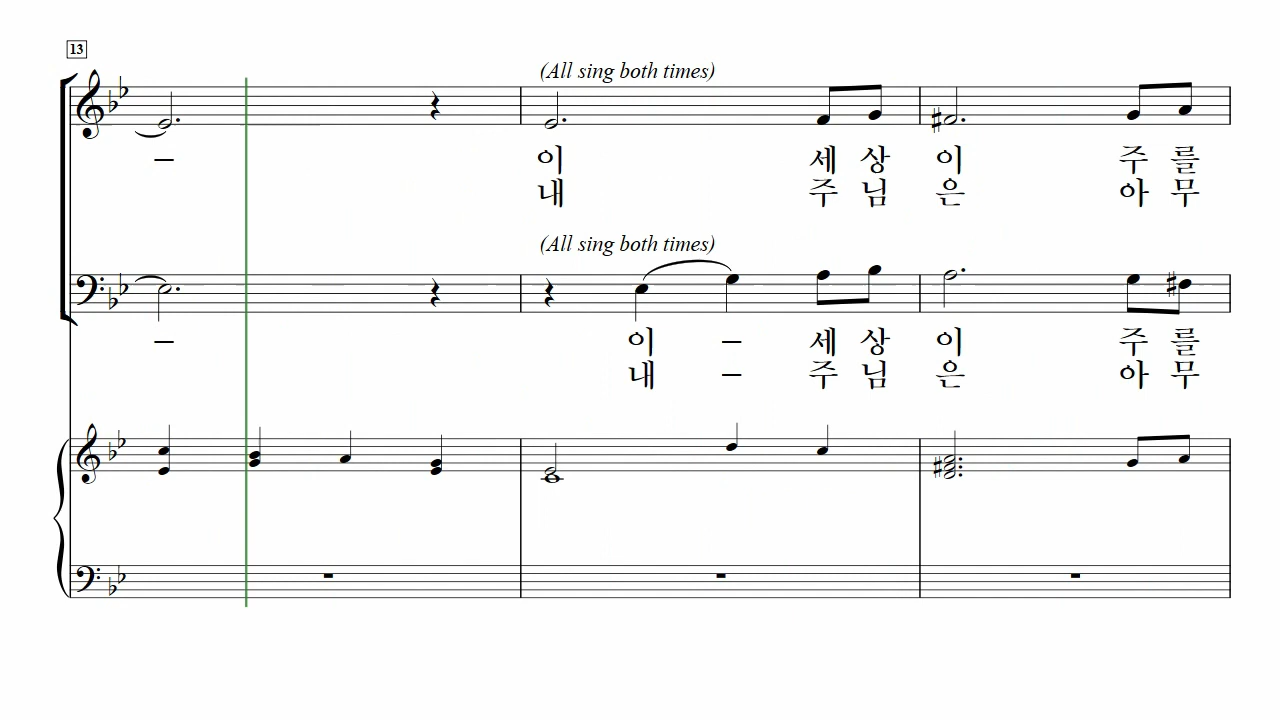 13
(All sing both times)
– 이 세 상 이 주 를
내 주 님 은 아 무
(All sing both times)
– 이 – 세 상 이 주 를
내 – 주 님 은 아 무